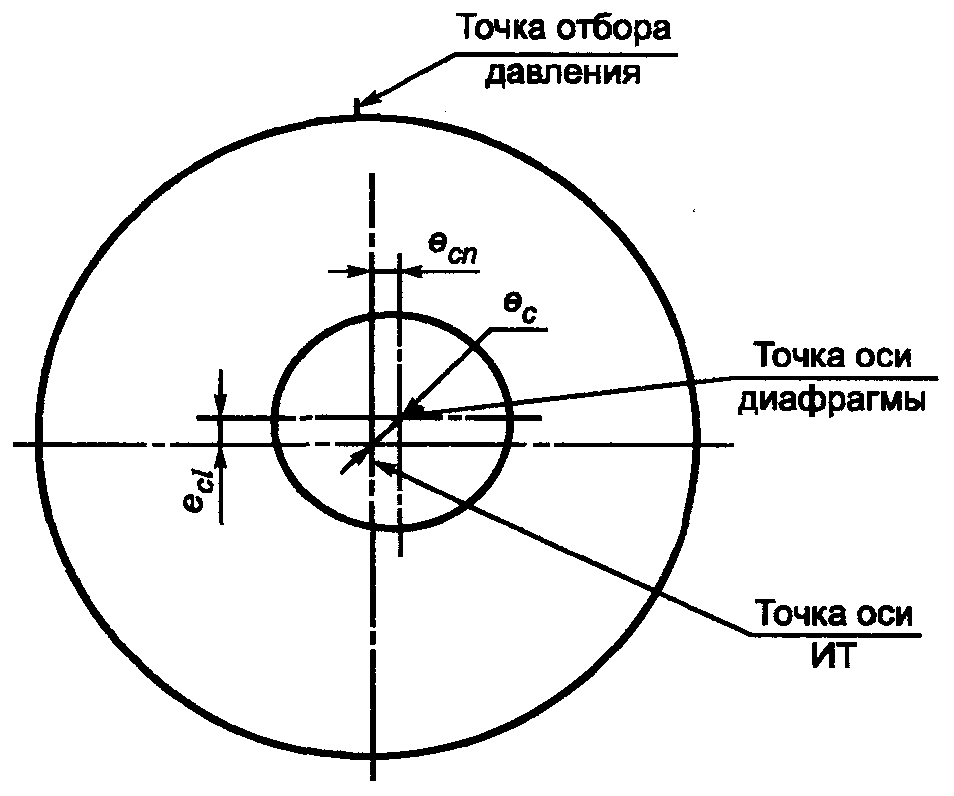 Точка отбора
давления
e_cn
e_c
Точка оси
диафрагмы
e_cl
Точка оси
ИТ